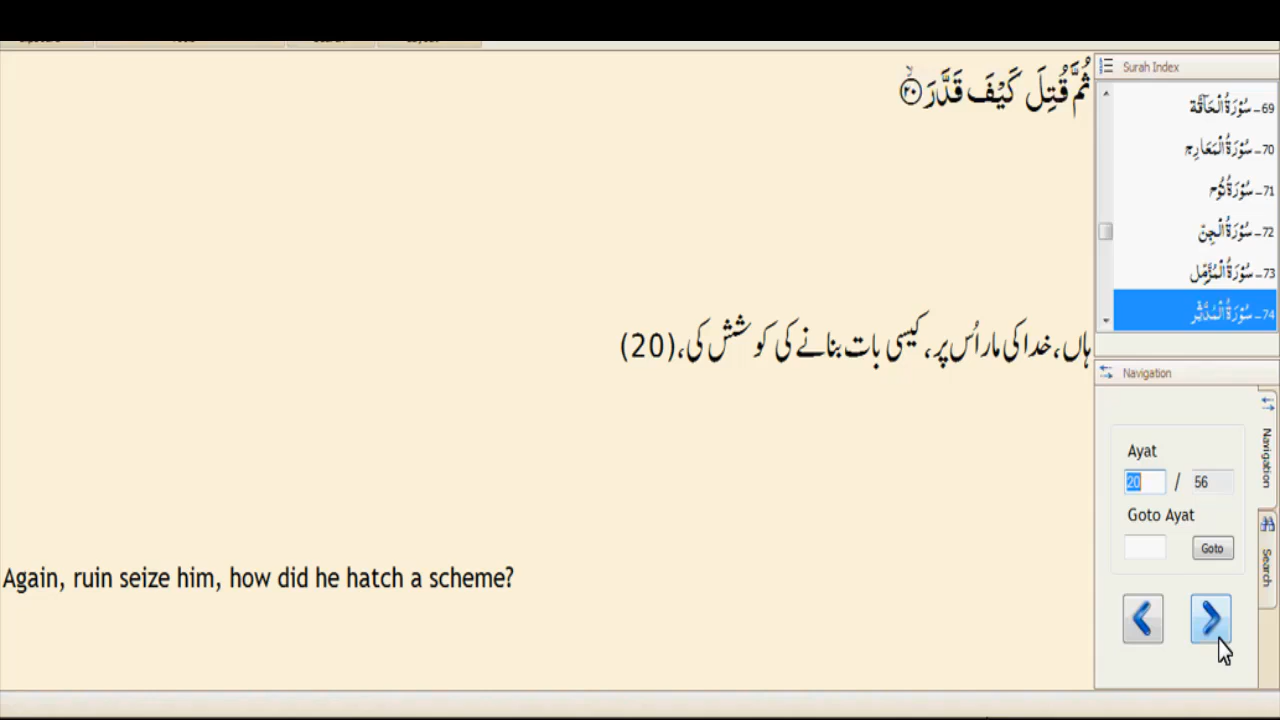 ثُمَّ قُتِلَ كَيْفَ قَدَّرَ ۙ‏﴿۲۰﴾
ہاں، خدا کی مار اُس پر، کیسی بات بنانے کی کوشش کی، (20)
Again, ruin seize him, how did he hatch a scheme?
Surah Index
69- سُوۡرَةُ الۡحَآقَّة
70- سُوۡرَةُ الۡمَعَارِج
71- سُوۡرَةُ نُوۡح
72- سُوۡرَةُ الۡجِنّ
73- سُوۡرَةُ الۡمُزَّمِّل
74- سُوۡرَةُ الۡمُدَّثِّر
Navigation
Ayat
20 / 56
Goto Ayat
Goto
Navigation
Search